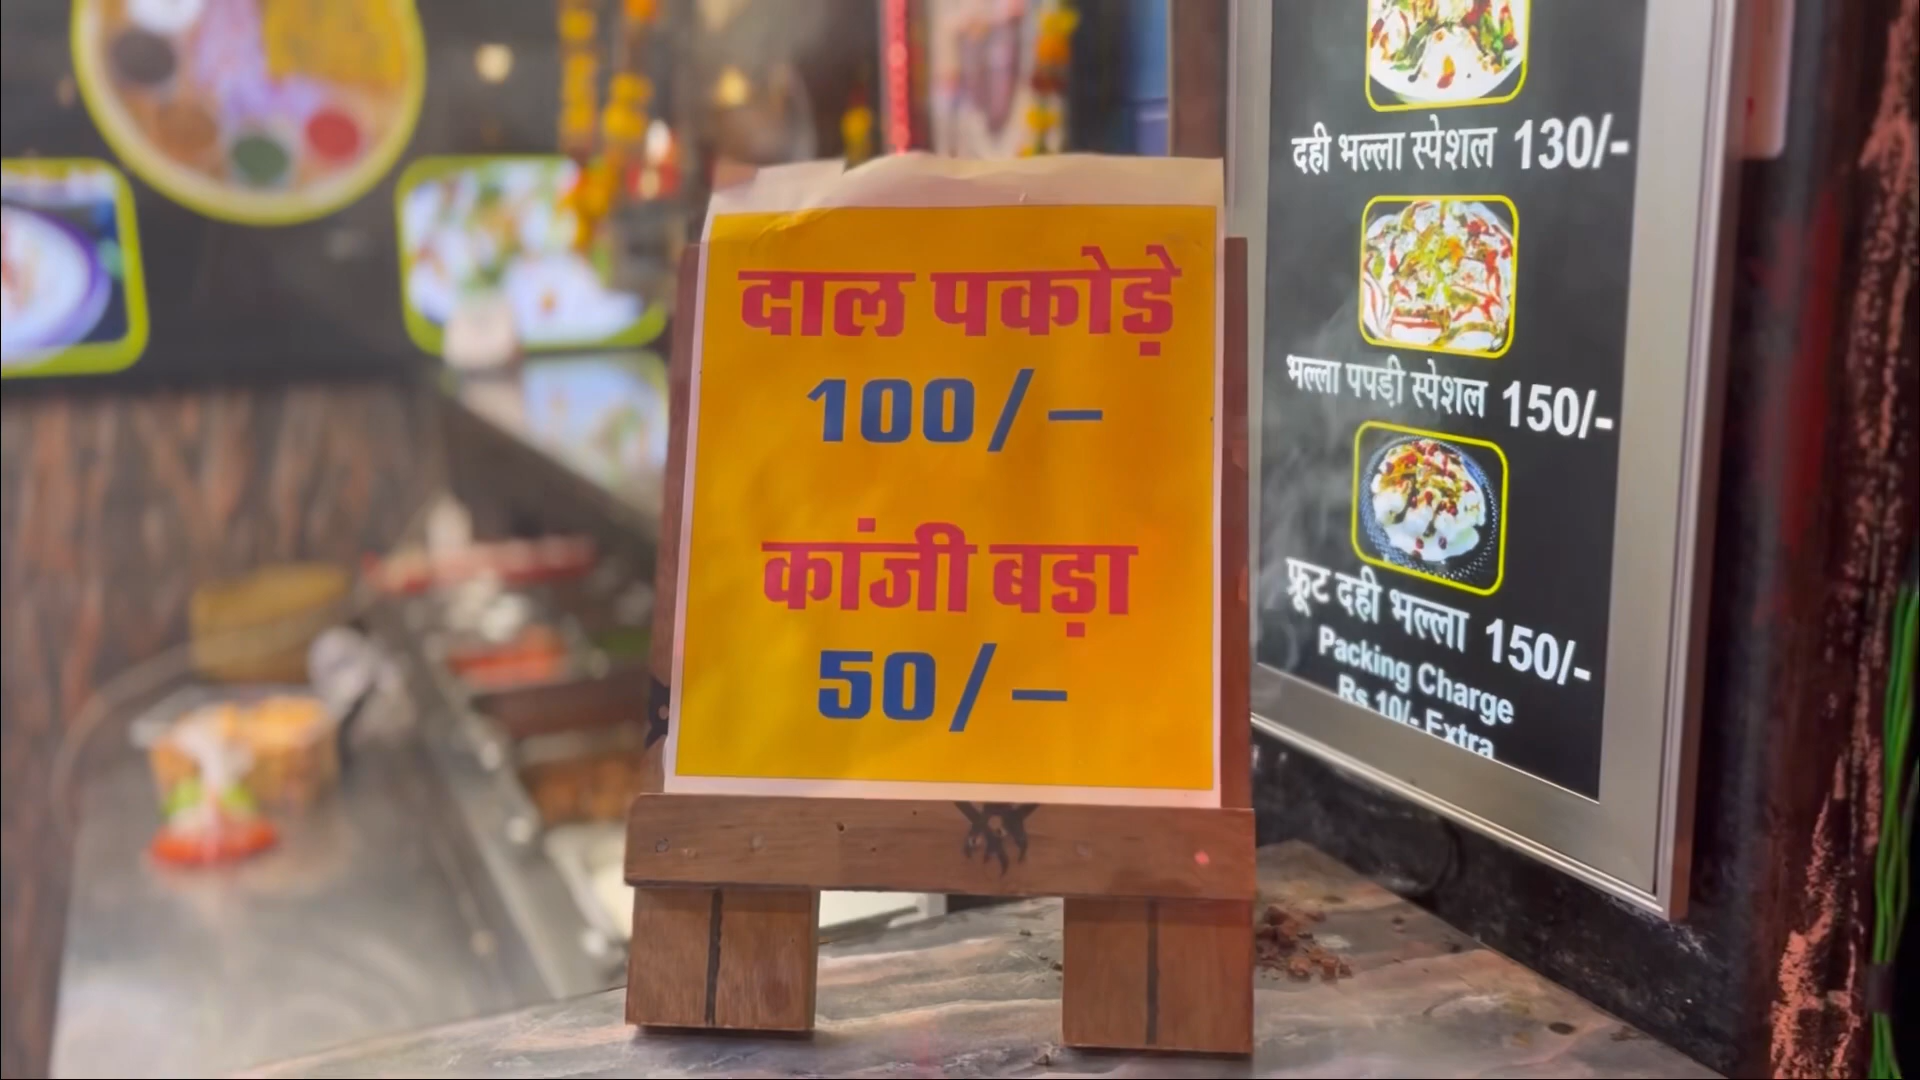 दाल पकोड़े
100/-
कांजी बड़ा
50/-
दही भल्ला स्पेशल 130/-
भल्ला पपड़ी स्पेशल 150/-
फ्रूट दही भल्ला 150/-
Packing Charge
Rs 10/- Extra